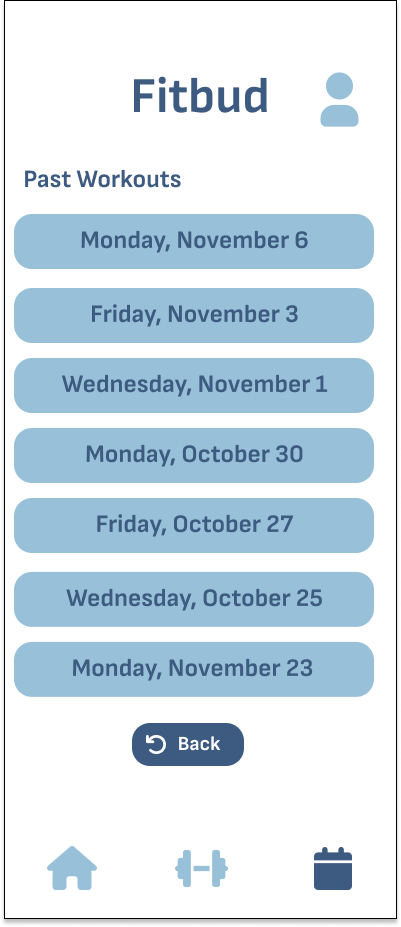 Fitbud
Past Workouts
Monday, November 6
Friday, November 3
Wednesday, November 1
Monday, October 30
Friday, October 27
Wednesday, October 25
Monday, November 23
Back